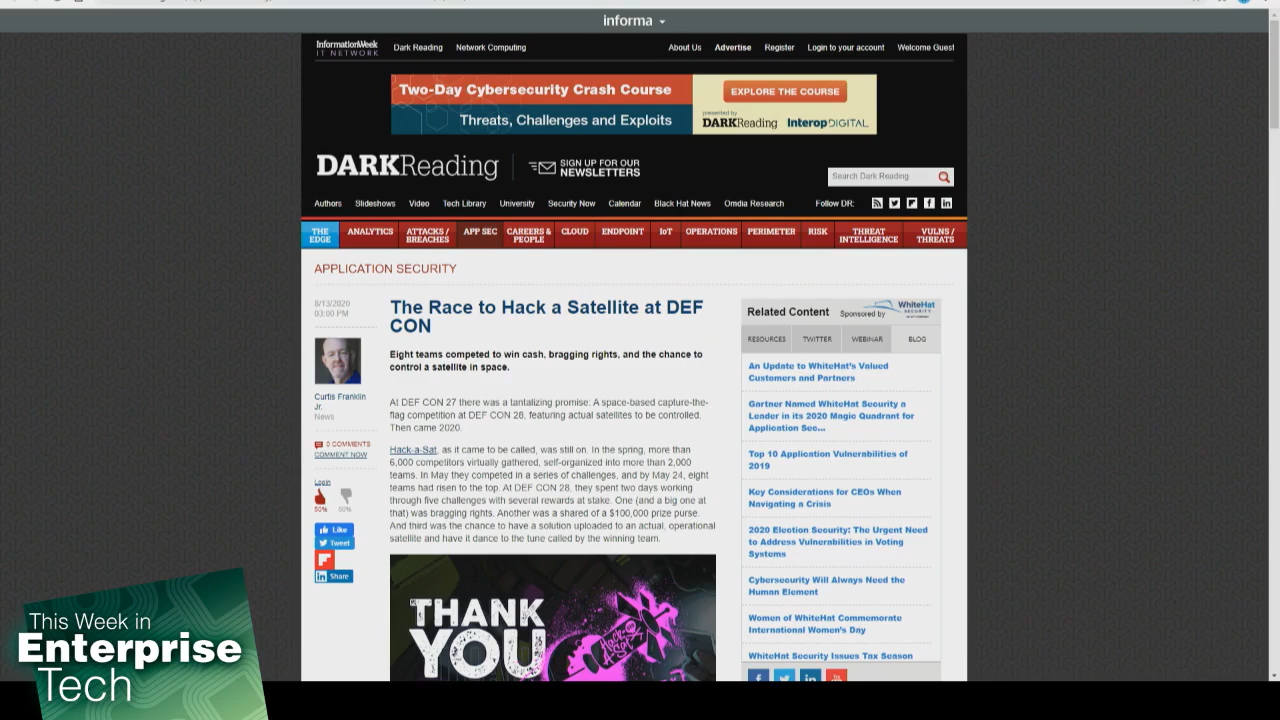 informa
InformationWeek
IT NETWORK
Dark Reading
Network Computing
About Us
Advertise
Register
Login to your account
Welcome Guest
Two-Day Cybersecurity Crash Course
Threats, Challenges and Exploits
EXPLORE THE COURSE
presented by
DARKReading
InteropDIGITAL
DARKReading
SIGN UP FOR OUR
NEWSLETTERS
Search Dark Reading
Authors
Slideshows
Video
Tech Library
University
Security Now
Calendar
Black Hat News
Omdia Research
Follow DR:
THE
EDGE
ANALYTICS
ATTACKS /
BREACHES
APP SEC
CAREERS &
PEOPLE
CLOUD
ENDPOINT
IoT
OPERATIONS
PERIMETER
RISK
THREAT
INTELLIGENCE
VULNS /
THREATS
APPLICATION SECURITY
8/13/2020
03:00 PM
Curtis Franklin
Jr.
News
0 COMMENTS
COMMENT NOW
Login
50%
50%
Like
Tweet
Share
The Race to Hack a Satellite at DEF
CON
Eight teams competed to win cash, bragging rights, and the chance to
control a satellite in space.
At DEF CON 27 there was a tantalizing promise: A space-based capture-the-
flag competition at DEF CON 28, featuring actual satellites to be controlled.
Then came 2020.
Hack-a-Sat, as it came to be called, was still on. In the spring, more than
6,000 competitors virtually gathered, self-organized into more than 2,000
teams. In May they competed in a series of challenges, and by May 24, eight
teams had risen to the top. At DEF CON 28, they spent two days working
through five challenges with several rewards at stake. One (and a big one at
that) was bragging rights. Another was a shared of a $100,000 prize purse.
And third was the chance to have a solution uploaded to an actual, operational
satellite and have it dance to the tune called by the winning team.
THANK
YOU
Related Content
Sponsored by
WhiteHat
SECURITY
RESOURCES
TWITTER
WEBINAR
BLOG
An Update to WhiteHat's Valued
Customers and Partners
Gartner Named WhiteHat Security a
Leader in its 2020 Magic Quadrant for
Application Sec...
Top 10 Application Vulnerabilities of
2019
Key Considerations for CEOs When
Navigating a Crisis
2020 Election Security: The Urgent Need
to Address Vulnerabilities in Voting
Systems
Cybersecurity Will Always Need the
Human Element
Women of WhiteHat Commemorate
International Women's Day
WhiteHat Security Issues Tax Season
This Week in
Enterprise
Tech